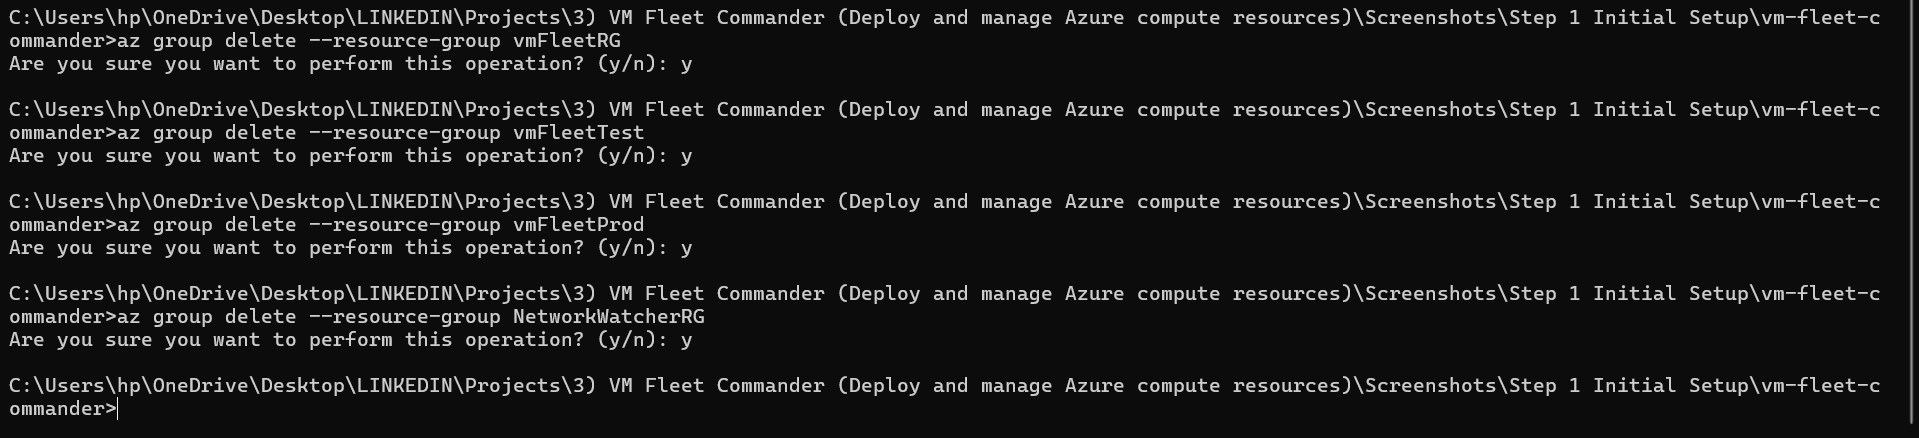 C:\Users\hp\OneDrive\Desktop\LINKEDIN\Projects\3) VM Fleet Commander (Deploy and manage Azure compute resources)\Screenshots\Step 1 Initial Setup\vm-fleet-c
ommander>az group delete --resource-group vmFleetRG
Are you sure you want to perform this operation? (y/n): y
C:\Users\hp\OneDrive\Desktop\LINKEDIN\Projects\3) VM Fleet Commander (Deploy and manage Azure compute resources)\Screenshots\Step 1 Initial Setup\vm-fleet-c
ommander>az group delete --resource-group vmFleetTest
Are you sure you want to perform this operation? (y/n): y
C:\Users\hp\OneDrive\Desktop\LINKEDIN\Projects\3) VM Fleet Commander (Deploy and manage Azure compute resources)\Screenshots\Step 1 Initial Setup\vm-fleet-c
ommander>az group delete --resource-group vmFleetProd
Are you sure you want to perform this operation? (y/n): y
C:\Users\hp\OneDrive\Desktop\LINKEDIN\Projects\3) VM Fleet Commander (Deploy and manage Azure compute resources)\Screenshots\Step 1 Initial Setup\vm-fleet-c
ommander>az group delete --resource-group NetworkWatcherRG
Are you sure you want to perform this operation? (y/n): y
C:\Users\hp\OneDrive\Desktop\LINKEDIN\Projects\3) VM Fleet Commander (Deploy and manage Azure compute resources)\Screenshots\Step 1 Initial Setup\vm-fleet-c
ommander>